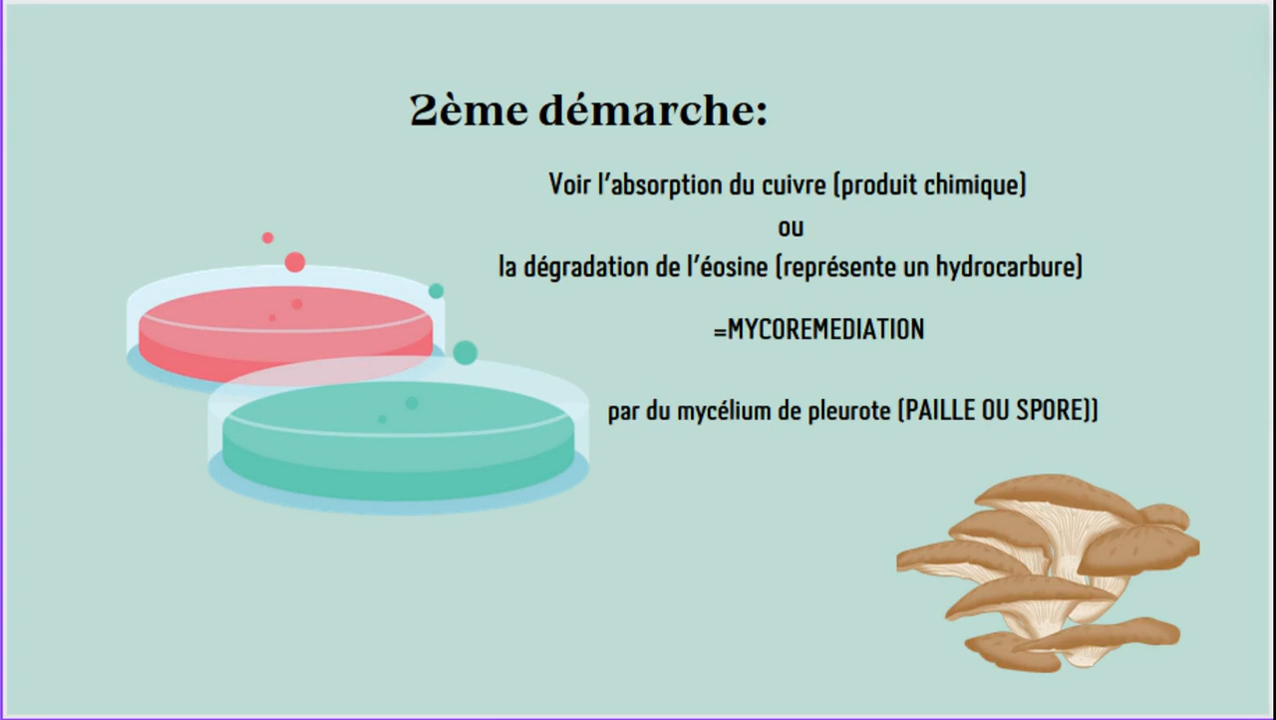 2ème démarche:
Voir l'absorption du cuivre (produit chimique)
ou
la dégradation de l'éosine (représente un hydrocarbure)
=MYCOREMEDIATION
par du mycélium de pleurote (PAILLE OU SPORE))